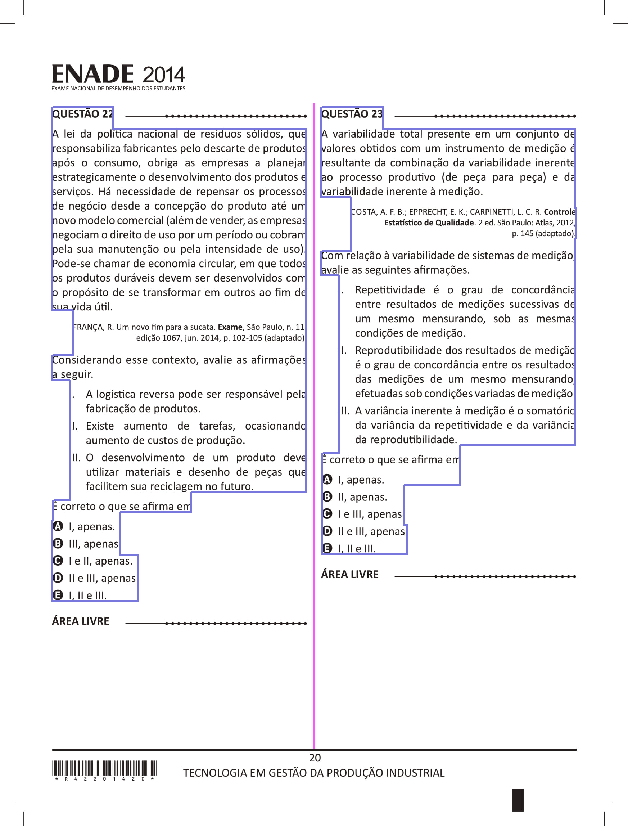 ENADE 2014
EXAME NACIONAL DE DESEMPENHO DOS ESTUDANTES
QUESTÃO 22
A lei da política nacional de resíduos sólidos, que
responsabiliza fabricantes pelo descarte de produtos
após o consumo, obriga as empresas a planejar
estrategicamente o desenvolvimento dos produtos e
serviços. Há necessidade de repensar os processos
de negócio desde a concepção do produto até um
novo modelo comercial (além de vender, as empresas
negociam o direito de uso por um período ou cobram
pela sua manutenção ou pela intensidade de uso).
Pode-se chamar de economia circular, em que todos
os produtos duráveis devem ser desenvolvidos com
o propósito de se transformar em outros ao fim de
sua vida útil.
FRANÇA, R. Um novo fim para a sucata. Exame, São Paulo, n. 11,
edição 1067, jun. 2014, p. 102-105 (adaptado).
Considerando esse contexto, avalie as afirmações
a seguir.
I. A logística reversa pode ser responsável pela
fabricação de produtos.
II. Existe aumento de tarefas, ocasionando
aumento de custos de produção.
III. O desenvolvimento de um produto deve
utilizar materiais e desenho de peças que
facilitem sua reciclagem no futuro.
É correto o que se afirma em
A I, apenas.
B III, apenas.
C I e II, apenas.
D II e III, apenas.
E I, II e III.
ÁREA LIVRE
QUESTÃO 23
A variabilidade total presente em um conjunto de
valores obtidos com um instrumento de medição é
resultante da combinação da variabilidade inerente
ao processo produtivo (de peça para peça) e da
variabilidade inerente à medição.
COSTA, A. F. B.; EPPRECHT, E. K.; CARPINETTI, L. C. R. Controle
Estatístico de Qualidade. 2 ed. São Paulo: Atlas, 2012,
p. 145 (adaptado).
Com relação à variabilidade de sistemas de medição,
avalie as seguintes afirmações.
I. Repetitividade é o grau de concordância
entre resultados de medições sucessivas de
um mesmo mensurando, sob as mesmas
condições de medição.
II. Reprodutibilidade dos resultados de medição
é o grau de concordância entre os resultados
das medições de um mesmo mensurando,
efetuadas sob condições variadas de medição.
III. A variância inerente à medição é o somatório
da variância da repetitividade e da variância
da reprodutibilidade.
É correto o que se afirma em
A I, apenas.
B II, apenas.
C I e III, apenas.
D II e III, apenas.
E I, II e III.
ÁREA LIVRE
20
TECNOLOGIA EM GESTÃO DA PRODUÇÃO INDUSTRIAL